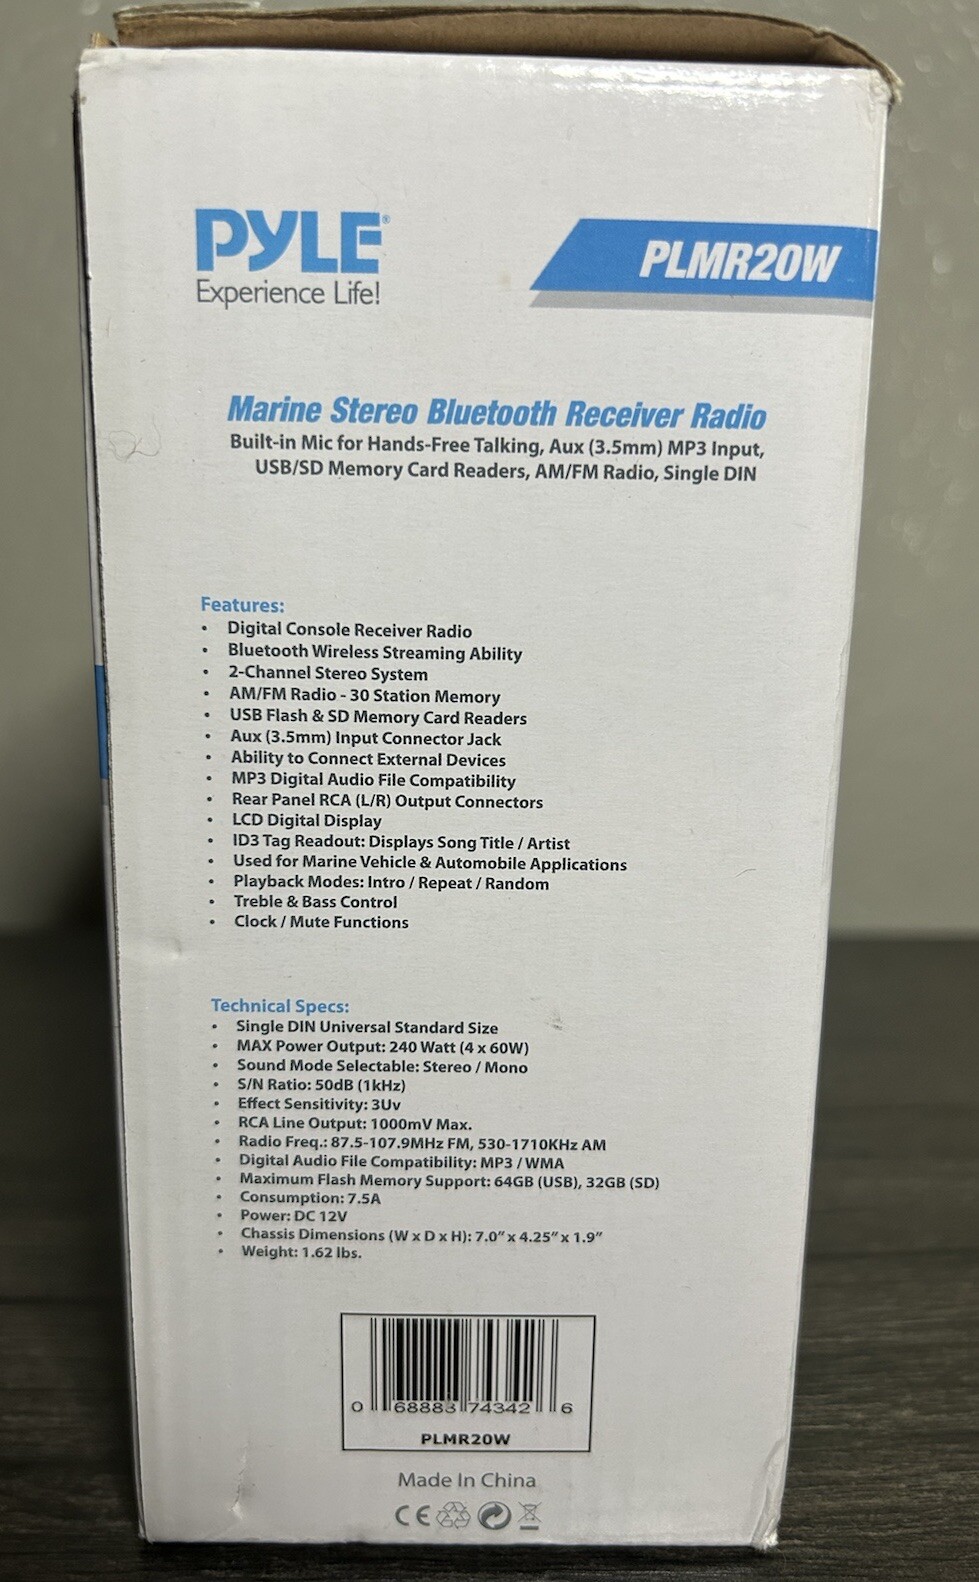 PYLE®
Experience Life!
PLMR20W
Marine Stereo Bluetooth Receiver Radio
Built-in Mic for Hands-Free Talking, Aux (3.5mm) MP3 Input,
USB/SD Memory Card Readers, AM/FM Radio, Single DIN
Features:
• Digital Console Receiver Radio
• Bluetooth Wireless Streaming Ability
• 2-Channel Stereo System
• AM/FM Radio - 30 Station Memory
• USB Flash & SD Memory Card Readers
• Aux (3.5mm) Input Connector Jack
• Ability to Connect External Devices
• MP3 Digital Audio File Compatibility
• Rear Panel RCA (L/R) Output Connectors
• LCD Digital Display
• ID3 Tag Readout: Displays Song Title / Artist
• Used for Marine Vehicle & Automobile Applications
• Playback Modes: Intro / Repeat / Random
• Treble & Bass Control
• Clock / Mute Functions
Technical Specs:
• Single DIN Universal Standard Size
• MAX Power Output: 240 Watt (4 x 60W)
• Sound Mode Selectable: Stereo / Mono
• S/N Ratio: 50dB (1kHz)
• Effect Sensitivity: 3Uv
• RCA Line Output: 1000mV Max.
• Radio Freq.: 87.5-107.9MHz FM, 530-1710KHz AM
• Digital Audio File Compatibility: MP3 / WMA
• Maximum Flash Memory Support: 64GB (USB), 32GB (SD)
• Consumption: 7.5A
• Power: DC 12V
• Chassis Dimensions (W x D x H): 7.0" x 4.25" x 1.9"
• Weight: 1.62 lbs.
0 68883 74342 6
PLMR20W
Made In China
CE